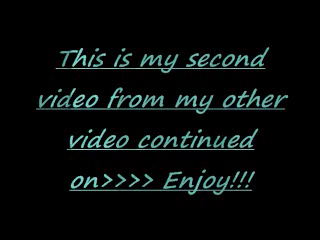 This is my second
video from my other
video continued
on>>>> Enjoy!!!